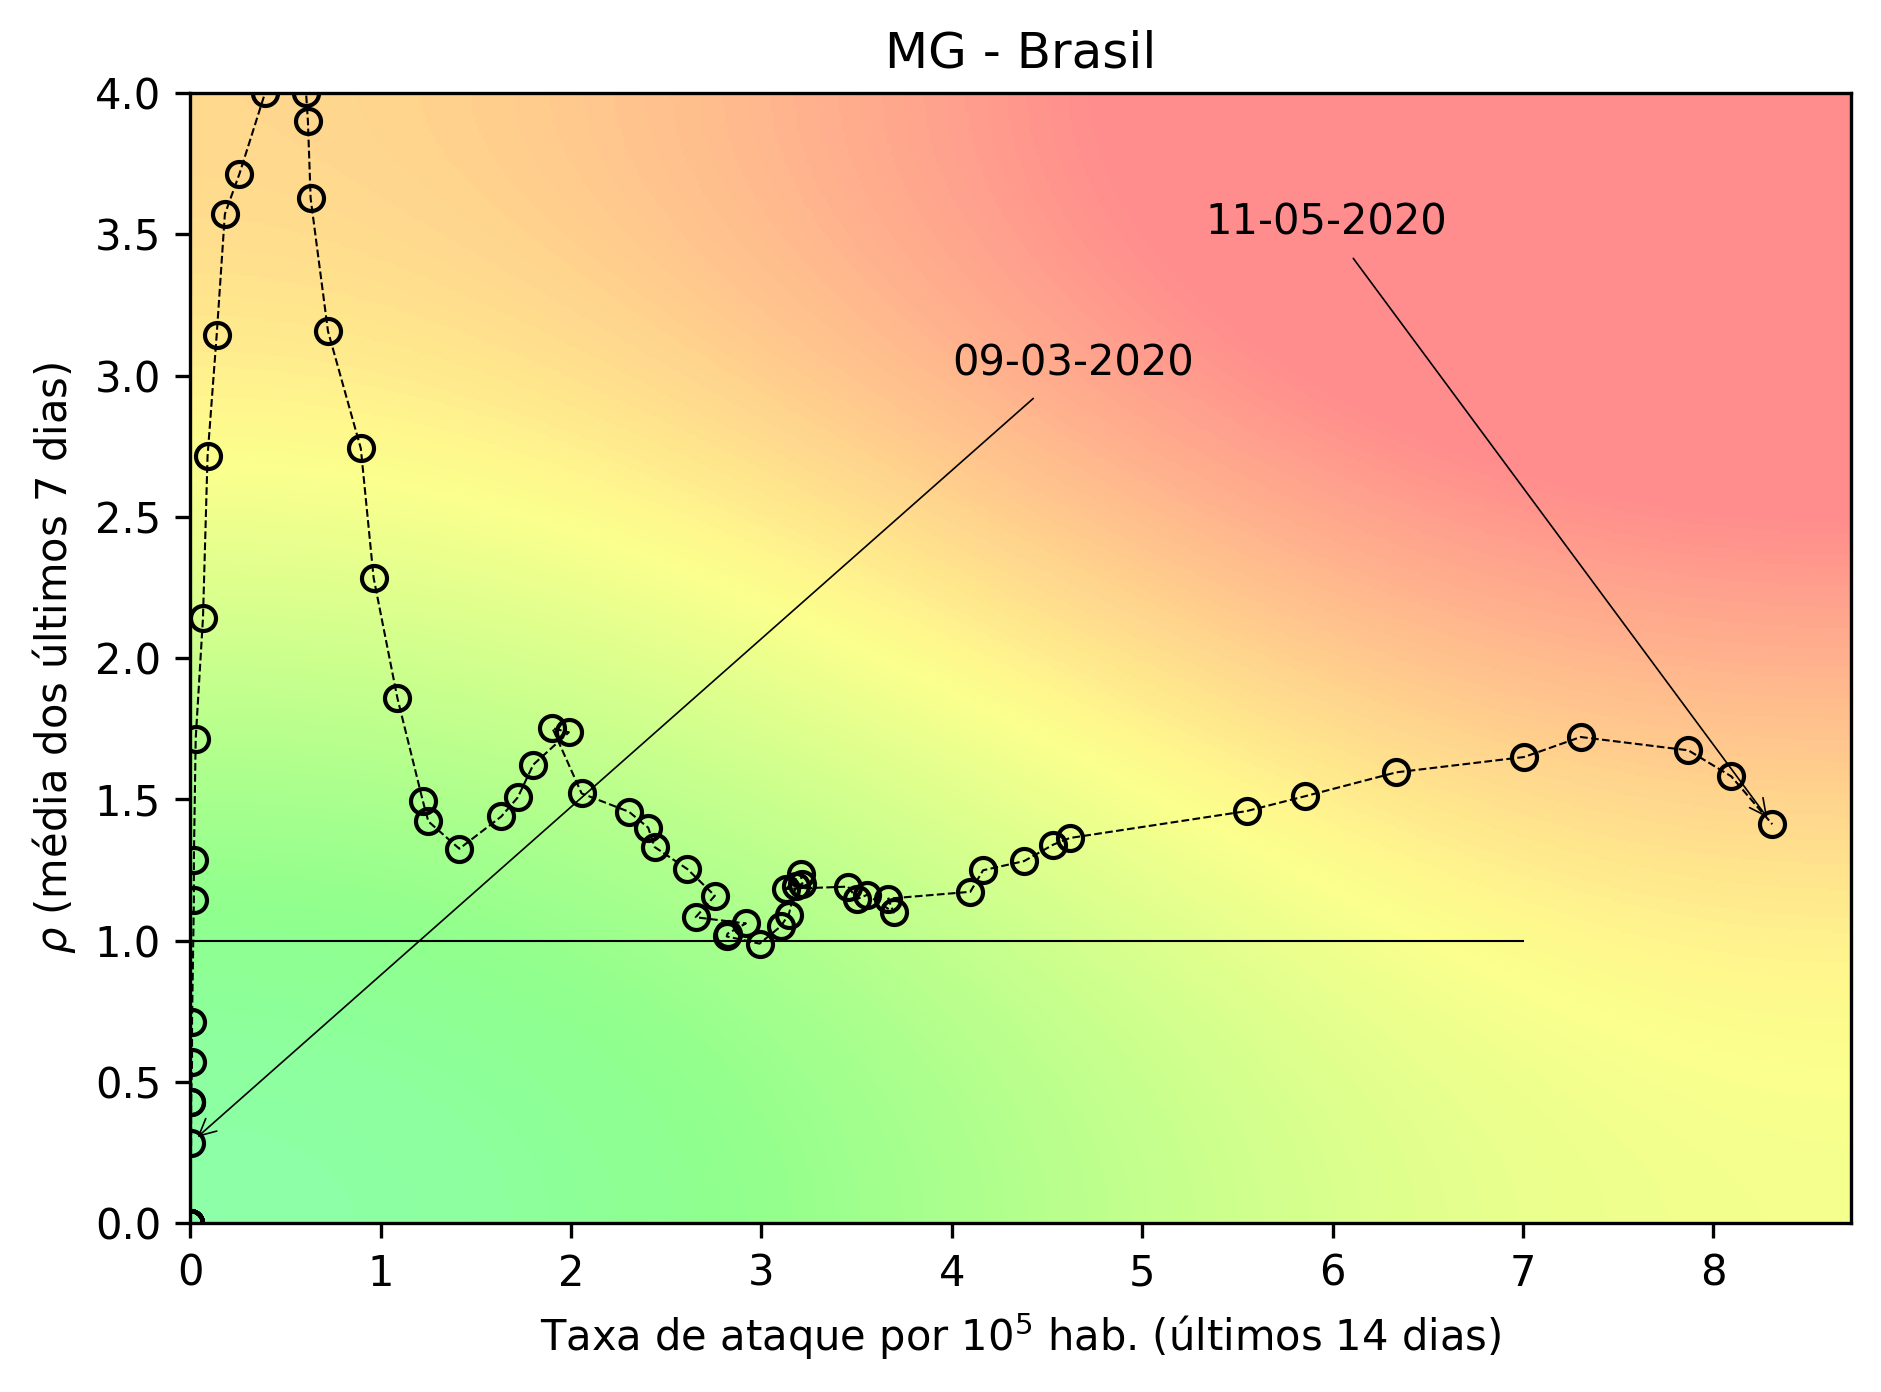 MG - Brasil
4.0
3.5
3.0
2.5
2.0
1.5
1.0
0.5
0.0
ρ (média dos últimos 7 dias)
11-05-2020
09-03-2020
0 1 2 3 4 5 6 7 8
Taxa de ataque por 10⁵ hab. (últimos 14 dias)